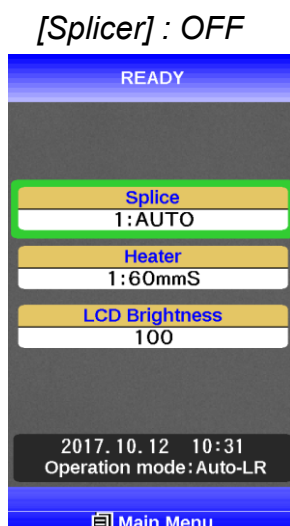 [Splicer] : OFF
READY
Splice
1:AUTO
Heater
1:60mmS
LCD Brightness
100
2017.10.12 10:31
Operation mode:Auto-LR
Main Menu